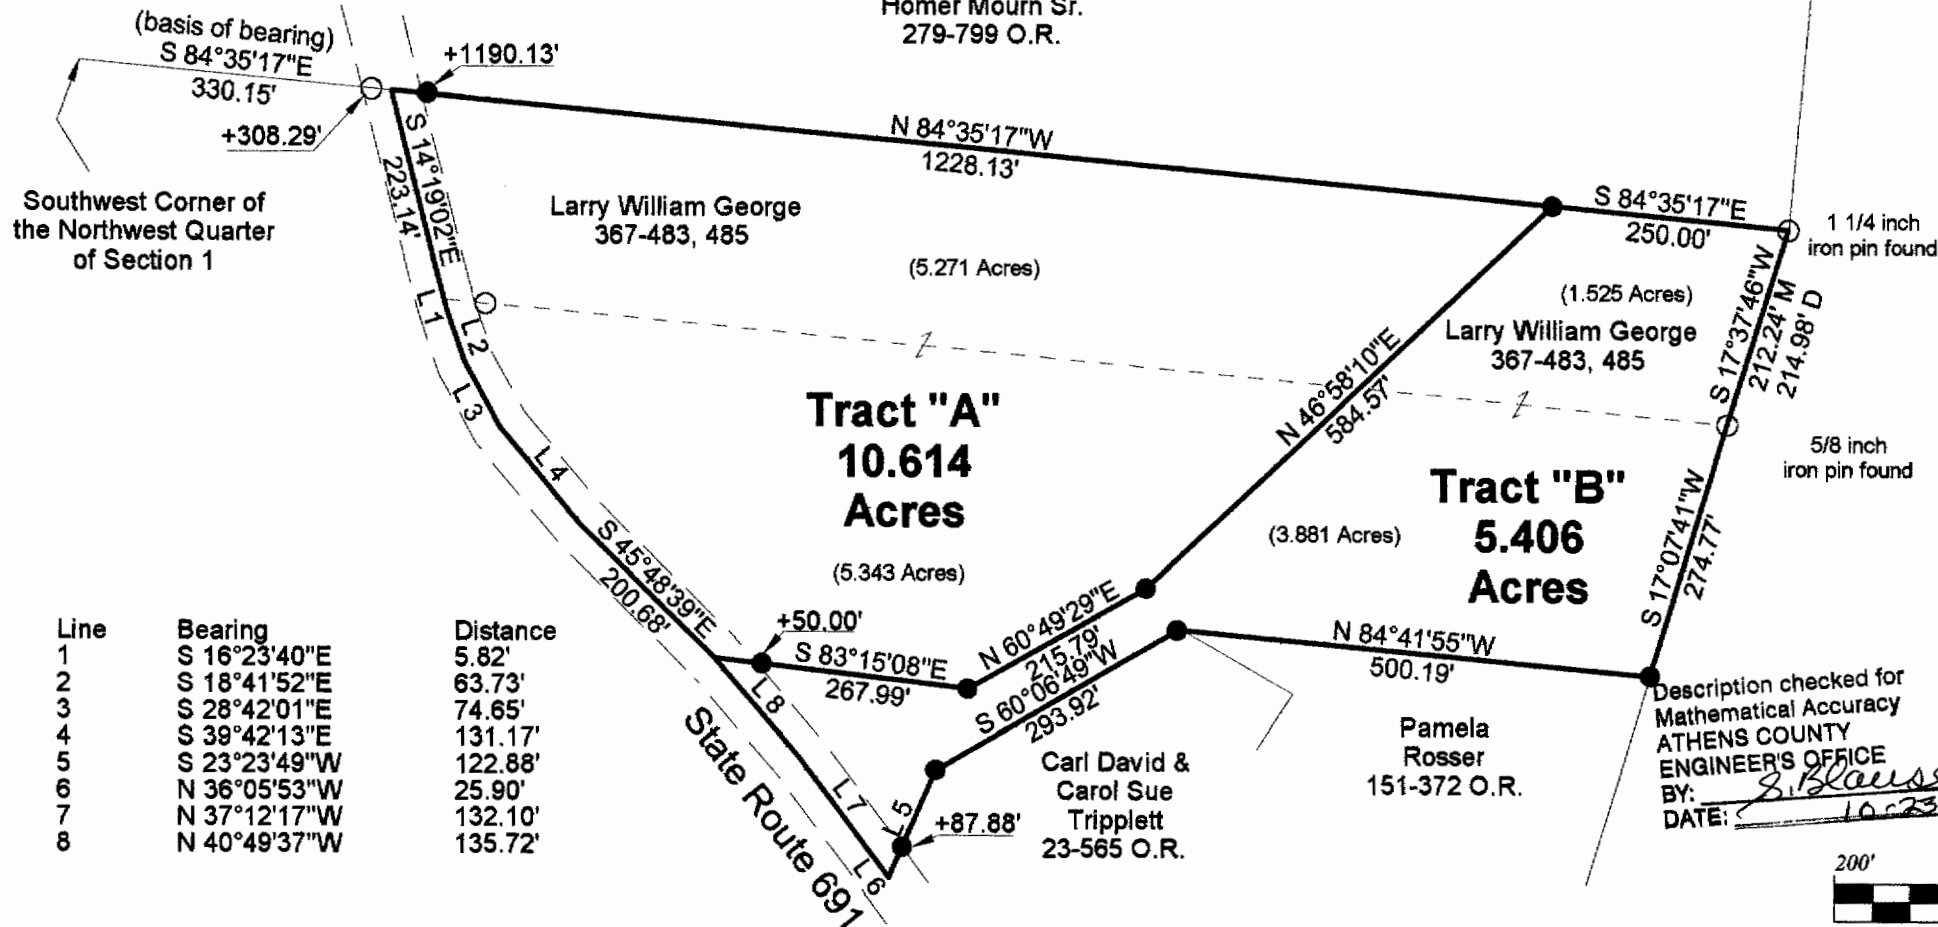 Homer Mourn Sr.
279-799 O.R.
(basis of bearing)
S 84°35'17"E
330.15'
+1190.13'
+308.29'
Southwest Corner of
the Northwest Quarter
of Section 1
S 14°19'02"E
223.14'
N 84°35'17"W
1228.13'
S 84°35'17"E
250.00'
1 1/4 inch
iron pin found
Larry William George
367-483, 485
(5.271 Acres)
(1.525 Acres)
Larry William George
367-483, 485
S 17°37'46"W
212.24' M
214.98' D
L 1
L 2
L 3
L 4
Tract "A"
10.614
Acres
(5.343 Acres)
N 46°58'10"E
584.57'
5/8 inch
iron pin found
Tract "B"
5.406
Acres
(3.881 Acres)
S 17°07'41"W
274.77'
S 45°48'39"E
200.68'
+50.00'
S 83°15'08"E
267.99'
N 60°49'29"E
215.79'
S 60°06'49"W
293.92'
N 84°41'55"W
500.19'
L 8
L 7
L 5
L 6
+87.88'
State Route 691
Carl David &
Carol Sue
Tripplett
23-565 O.R.
Pamela
Rosser
151-372 O.R.
Line Bearing Distance
1 S 16°23'40"E 5.82'
2 S 18°41'52"E 63.73'
3 S 28°42'01"E 74.65'
4 S 39°42'13"E 131.17'
5 S 23°23'49"W 122.88'
6 N 36°05'53"W 25.90'
7 N 37°12'17"W 132.10'
8 N 40°49'37"W 135.72'
Description checked for
Mathematical Accuracy
ATHENS COUNTY
ENGINEER'S OFFICE
BY:
DATE: 10-23
200'